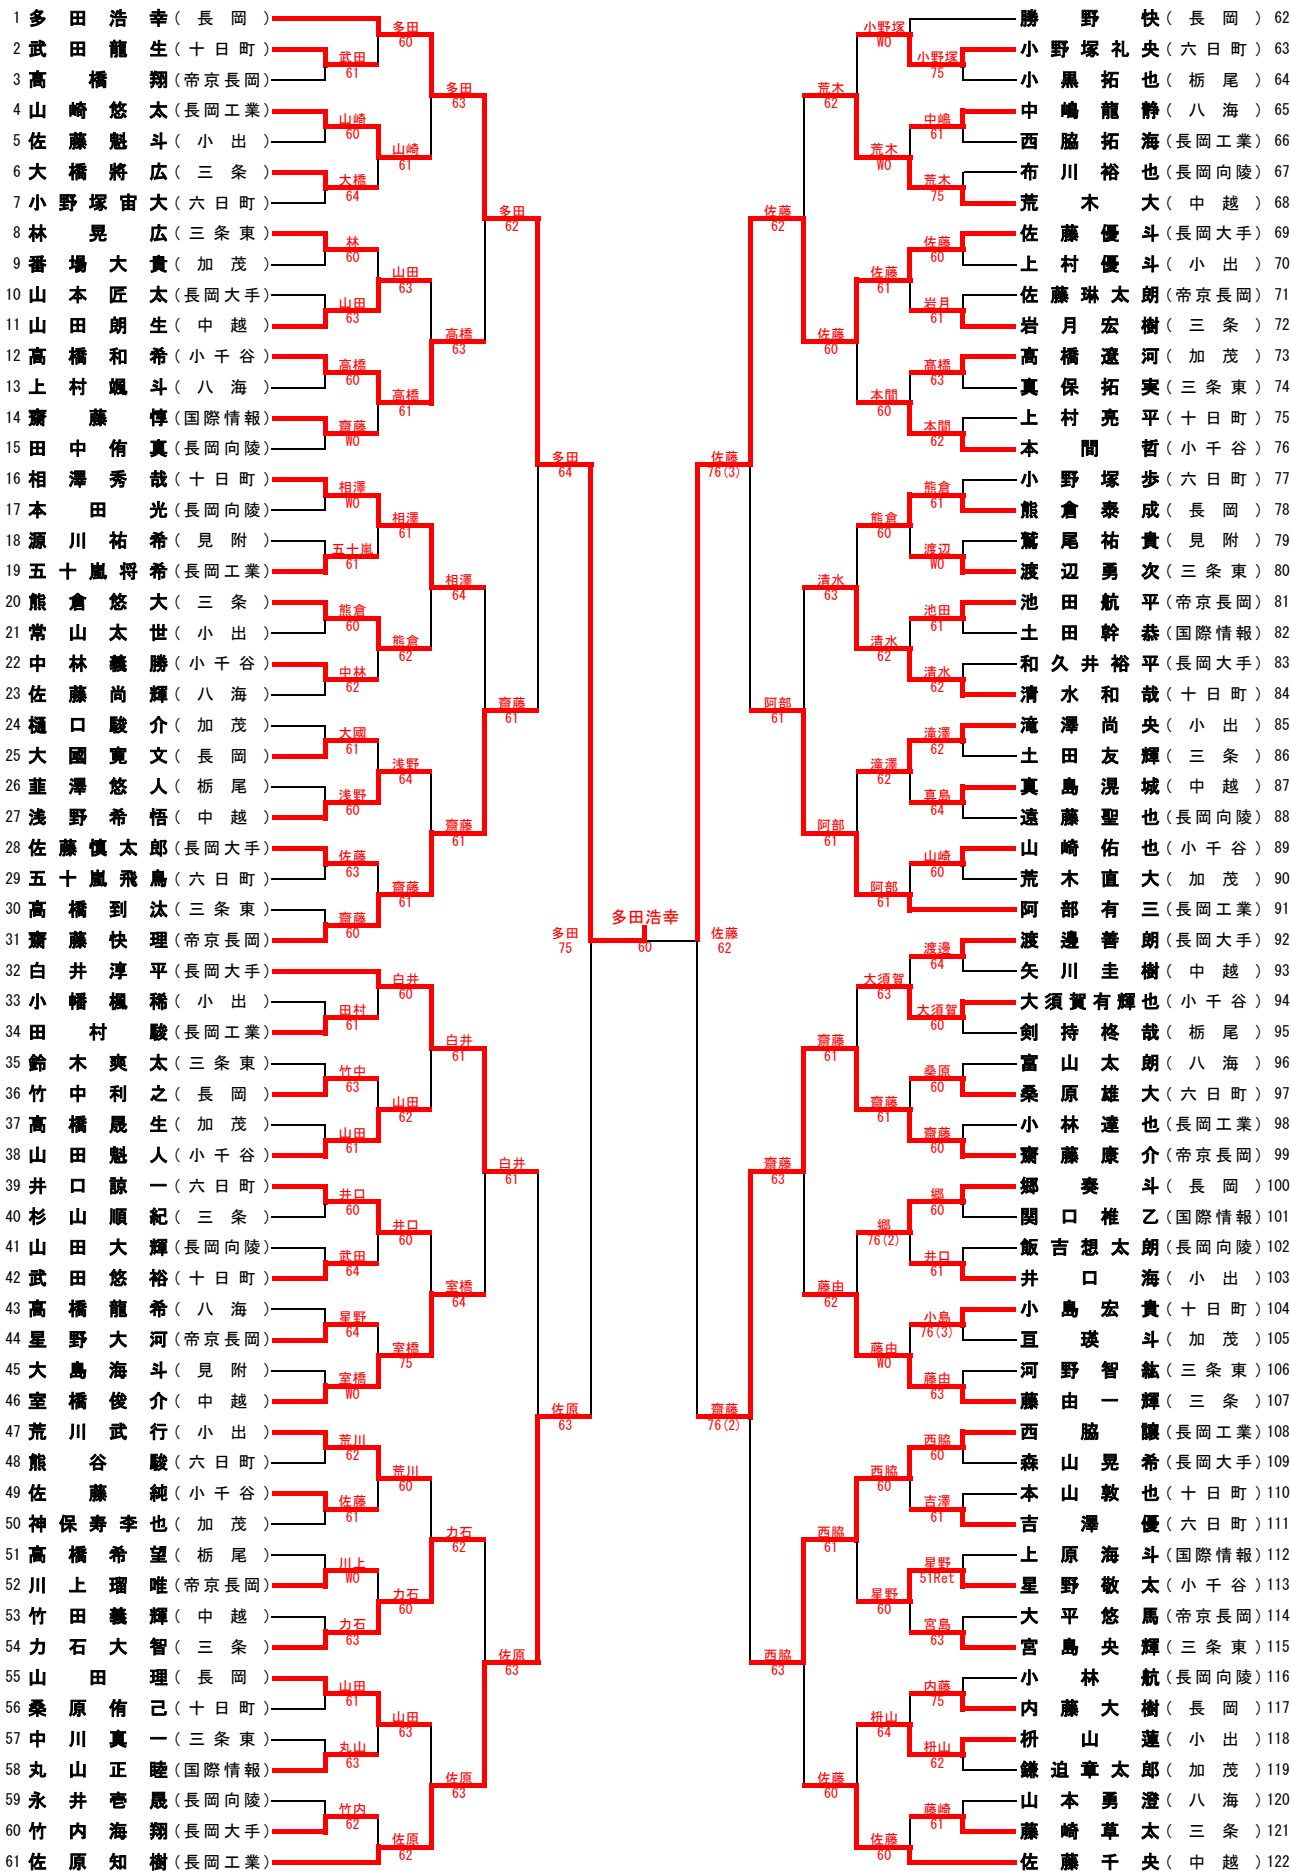 1 多田浩幸 (長岡)
2 武田龍生 (十日町)
3 高橋翔 (帝京長岡)
4 山崎悠太 (長岡工業)
5 佐藤魁斗 (小出)
6 大橋將広 (三条)
7 小野塚宙大 (六日町)
8 林晃広 (三条東)
9 番場大貴 (加茂)
10 山本匠太 (長岡大手)
11 山田朗生 (中越)
12 高橋和希 (小千谷)
13 上村颯斗 (八海)
14 齋藤惇 (国際情報)
15 田中侑真 (長岡向陵)
16 相澤秀哉 (十日町)
17 本田光 (長岡向陵)
18 源川祐希 (見附)
19 五十嵐将希 (長岡工業)
20 熊倉悠大 (三条)
21 常山太世 (小出)
22 中林義勝 (小千谷)
23 佐藤尚輝 (八海)
24 樋口駿介 (加茂)
25 大國寛文 (長岡)
26 韮澤悠人 (栃尾)
27 浅野希悟 (中越)
28 佐藤慎太郎 (長岡大手)
29 五十嵐飛鳥 (六日町)
30 高橋到汰 (三条東)
31 齋藤快理 (帝京長岡)
32 白井淳平 (長岡大手)
33 小幡楓稀 (小出)
34 田村駿 (長岡工業)
35 鈴木爽太 (三条東)
36 竹中利之 (長岡)
37 高橋晟生 (加茂)
38 山田魁人 (小千谷)
39 井口諒一 (六日町)
40 杉山順紀 (三条)
41 山田大輝 (長岡向陵)
42 武田悠裕 (十日町)
43 高橋龍希 (八海)
44 星野大河 (帝京長岡)
45 大島海斗 (見附)
46 室橋俊介 (中越)
47 荒川武行 (小出)
48 熊谷駿 (六日町)
49 佐藤純 (小千谷)
50 神保寿李也 (加茂)
51 高橋希望 (栃尾)
52 川上瑠唯 (帝京長岡)
53 竹田義輝 (中越)
54 力石大智 (三条)
55 山田理 (長岡)
56 桑原侑己 (十日町)
57 中川真一 (三条東)
58 丸山正睦 (国際情報)
59 永井壱晟 (長岡向陵)
60 竹内海翔 (長岡大手)
61 佐原知樹 (長岡工業)
武田 61
山崎 60
大橋 64
林 60
山田 63
高橋 60
齋藤 W0
相澤 W0
五十嵐 61
熊倉 60
中林 62
大國 61
浅野 60
佐藤 63
齋藤 60
田村 61
竹中 63
山田 61
井口 60
武田 64
星野 64
室橋 W0
荒川 62
佐藤 61
川上 W0
力石 63
山田 61
丸山 63
竹内 62
多田 60
山崎 61
山田 63
高橋 61
相澤 61
熊倉 62
浅野 64
齋藤 61
白井 60
山田 62
井口 60
室橋 75
荒川 60
力石 60
山田 63
佐原 62
多田 63
高橋 63
相澤 64
齋藤 61
白井 61
室橋 64
力石 62
佐原 63
多田 62
齋藤 61
白井 61
佐原 63
多田 64
佐原 63
多田 75
多田浩幸
60
佐藤 62
佐藤 76(3)
齋藤 76(2)
佐藤 62
阿部 61
齋藤 63
西脇 63
荒木 62
佐藤 60
清水 63
阿部 61
齋藤 61
藤由 62
西脇 61
佐藤 60
小野塚 W0
荒木 W0
佐藤 61
本間 60
熊倉 60
清水 62
滝澤 62
阿部 61
大須賀 63
齋藤 61
郷 76(2)
藤由 W0
西脇 60
星野 60
枡山 64
佐藤 60
小野塚 75
中嶋 61
荒木 75
佐藤 60
岩月 61
高橋 63
本間 62
熊倉 61
渡辺 W0
池田 61
清水 62
滝澤 62
真島 64
山崎 60
渡邊 64
大須賀 60
桑原 60
齋藤 60
郷 60
井口 61
小島 76(3)
藤由 63
西脇 60
吉澤 61
星野 51Ret
宮島 63
内藤 75
枡山 62
藤崎 61
勝野快 (長岡) 62
小野塚礼央 (六日町) 63
小黒拓也 (栃尾) 64
中嶋龍静 (八海) 65
西脇拓海 (長岡工業) 66
布川裕也 (長岡向陵) 67
荒木大 (中越) 68
佐藤優斗 (長岡大手) 69
上村優斗 (小出) 70
佐藤琳太朗 (帝京長岡) 71
岩月宏樹 (三条) 72
高橋遼河 (加茂) 73
真保拓実 (三条東) 74
上村亮平 (十日町) 75
本間哲 (小千谷) 76
小野塚歩 (六日町) 77
熊倉泰成 (長岡) 78
鷲尾祐貴 (見附) 79
渡辺勇次 (三条東) 80
池田航平 (帝京長岡) 81
土田幹恭 (国際情報) 82
和久井裕平 (長岡大手) 83
清水和哉 (十日町) 84
滝澤尚央 (小出) 85
土田友輝 (三条) 86
真島滉城 (中越) 87
遠藤聖也 (長岡向陵) 88
山崎佑也 (小千谷) 89
荒木直大 (加茂) 90
阿部有三 (長岡工業) 91
渡邊善朗 (長岡大手) 92
矢川圭樹 (中越) 93
大須賀有輝也 (小千谷) 94
剣持柊哉 (栃尾) 95
富山太朗 (八海) 96
桑原雄大 (六日町) 97
小林達也 (長岡工業) 98
齋藤康介 (帝京長岡) 99
郷奏斗 (長岡) 100
関口椎乙 (国際情報) 101
飯吉想太朗 (長岡向陵) 102
井口海 (小出) 103
小島宏貴 (十日町) 104
亘瑛斗 (加茂) 105
河野智紘 (三条東) 106
藤由一輝 (三条) 107
西脇譲 (長岡工業) 108
森山晃希 (長岡大手) 109
本山敦也 (十日町) 110
吉澤優 (六日町) 111
上原海斗 (国際情報) 112
星野敬太 (小千谷) 113
大平悠馬 (帝京長岡) 114
宮島央輝 (三条東) 115
小林航 (長岡向陵) 116
内藤大樹 (長岡) 117
枡山蓮 (小出) 118
鎌迫章太郎 (加茂) 119
山本勇澄 (八海) 120
藤崎草太 (三条) 121
佐藤千央 (中越) 122